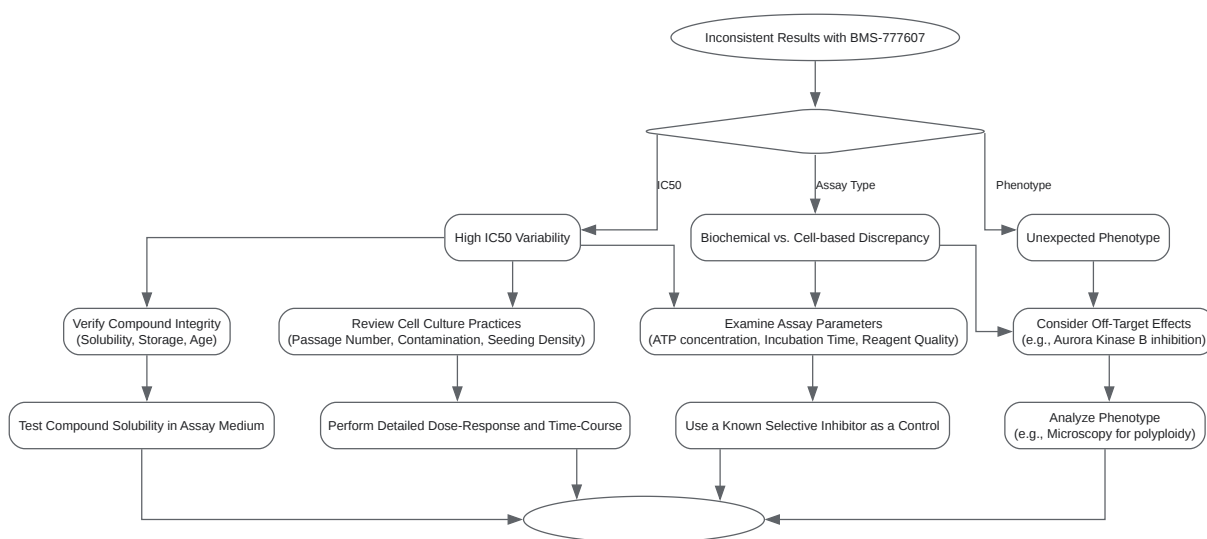 Inconsistent Results with BMS-777607
IC50
Assay Type
Phenotype
High IC50 Variability
Biochemical vs. Cell-based Discrepancy
Unexpected Phenotype
Verify Compound Integrity
(Solubility, Storage, Age)
Review Cell Culture Practices
(Passage Number, Contamination, Seeding Density)
Examine Assay Parameters
(ATP concentration, Incubation Time, Reagent Quality)
Consider Off-Target Effects
(e.g., Aurora Kinase B inhibition)
Test Compound Solubility in Assay Medium
Perform Detailed Dose-Response and Time-Course
Use a Known Selective Inhibitor as a Control
Analyze Phenotype
(e.g., Microscopy for polyploidy)